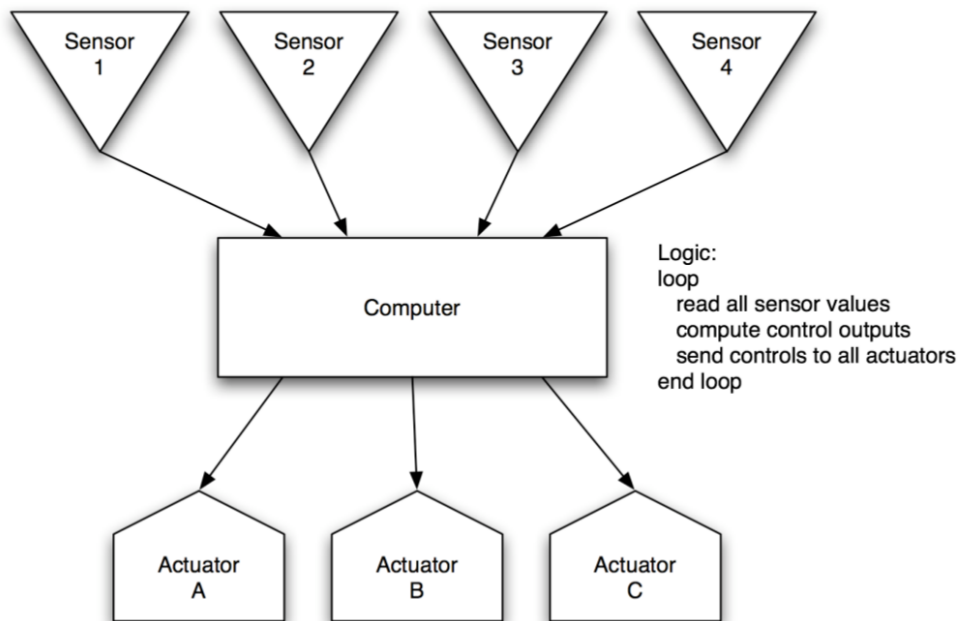 Sensor
1
Sensor
2
Sensor
3
Sensor
4
Computer
Logic:
loop
read all sensor values
compute control outputs
send controls to all actuators
end loop
Actuator
A
Actuator
B
Actuator
C